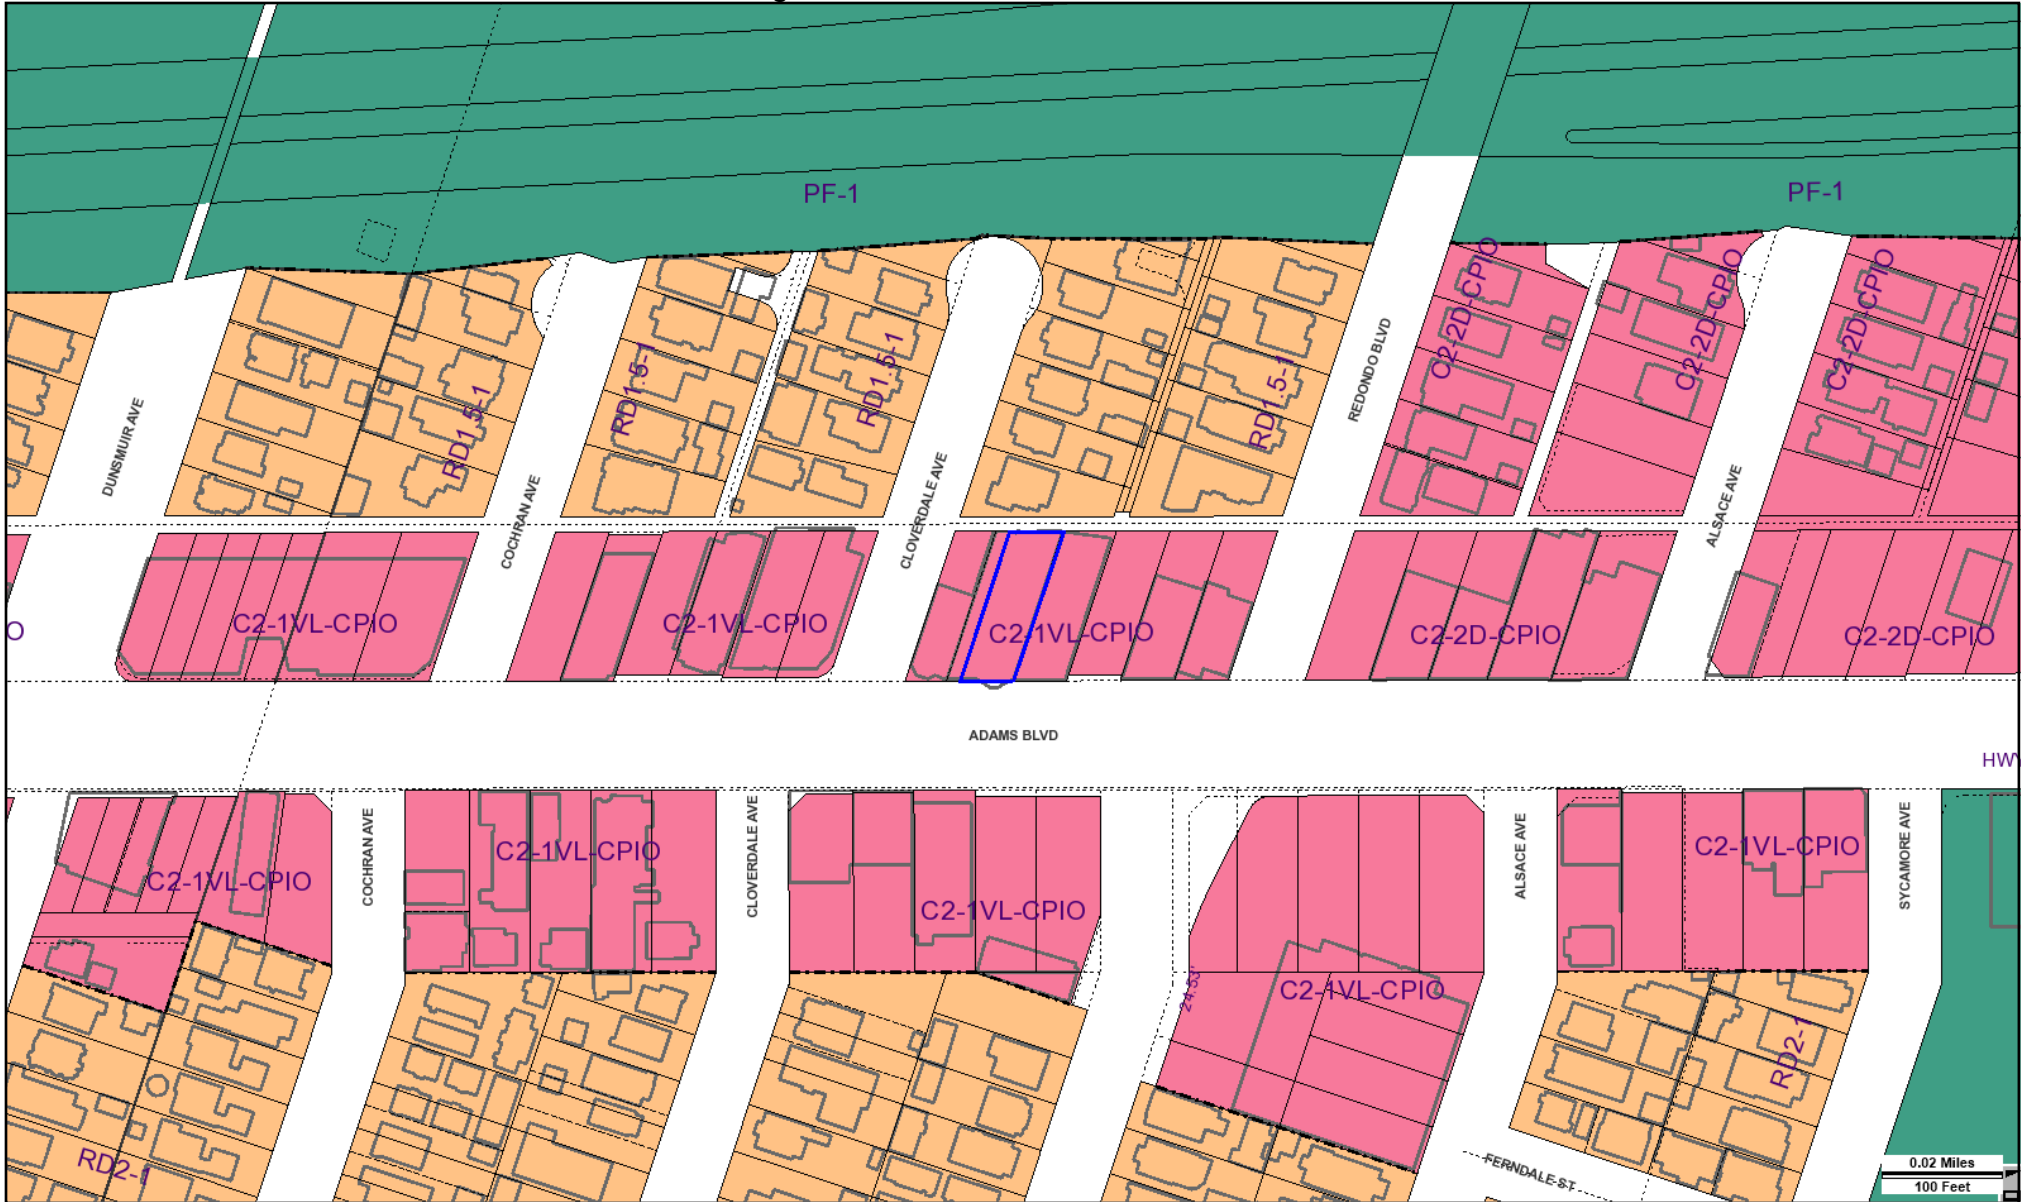 PF-1
PF-1
C2-2D-CPIO
C2-2D-CPIO
C2-2D-CPIO
RD1.5-1
RD1.5-1
RD1.5-1
RD1.5-1
REDONDO BLVD
DUNSMUIR AVE
COCHRAN AVE
CLOVERDALE AVE
ALSACE AVE
O
C2-1VL-CPIO
C2-1VL-CPIO
C2-1VL-CPIO
C2-2D-CPIO
C2-2D-CPIO
ADAMS BLVD
HWY
COCHRAN AVE
CLOVERDALE AVE
ALSACE AVE
SYCAMORE AVE
C2-1VL-CPIO
C2-1VL-CPIO
C2-1VL-CPIO
C2-1VL-CPIO
24.53'
C2-1VL-CPIO
RD2-1
RD2-1
FERNDALE ST
0.02 Miles
100 Feet